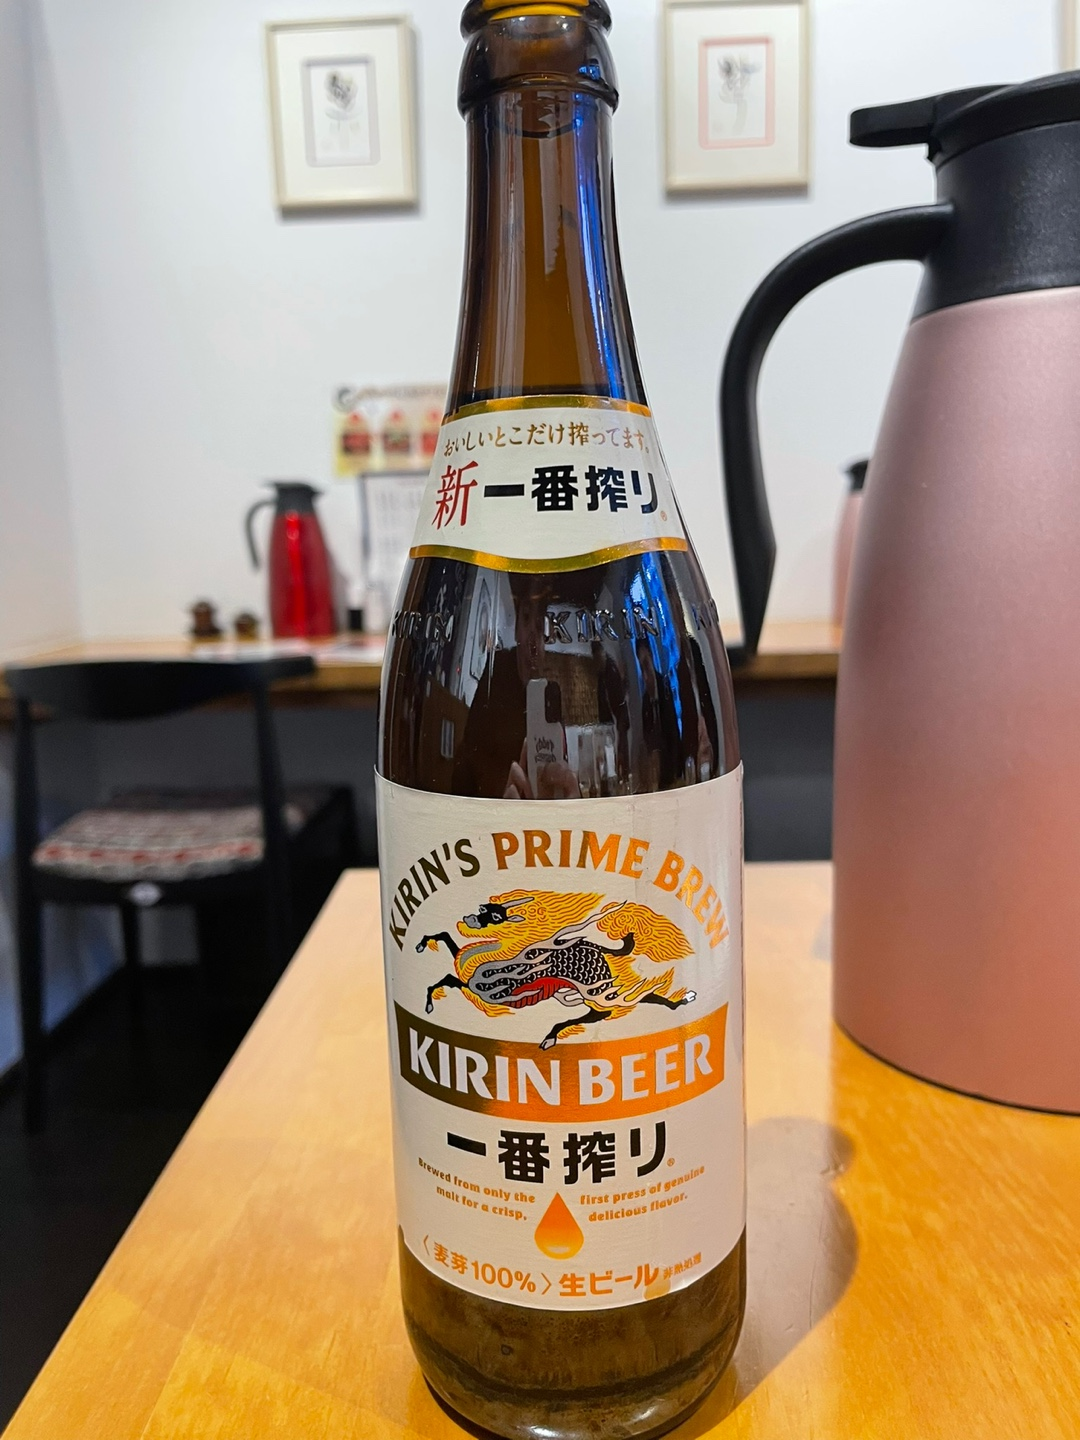 おいしいとこだけ搾ってます。
新一番搾り®
KIRIN KIRIN
KIRIN'S PRIME BREW
KIRIN BEER
一番搾り®
Brewed from only the first press of genuine
malt for a crisp, delicious flavor.
〈麦芽100%〉生ビール 非熱処理